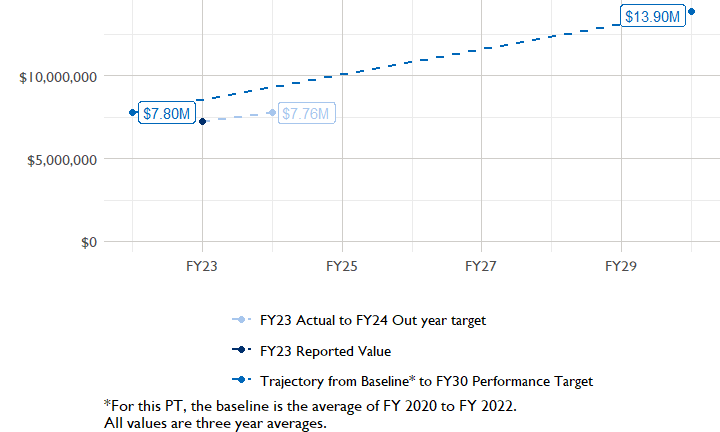 $13.90M
$10,000,000
$7.80M
$7.76M
$5,000,000
$0
FY23 FY25 FY27 FY29
FY23 Actual to FY24 Out year target
FY23 Reported Value
Trajectory from Baseline* to FY30 Performance Target
*For this PT, the baseline is the average of FY 2020 to FY 2022.
All values are three year averages.